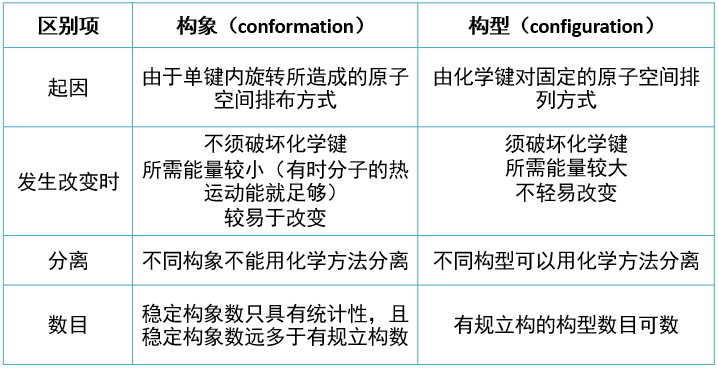 区别项
构象（conformation）
构型（configuration）
起因
由于单键内旋转所造成的原子
空间排布方式
由化学键对固定的原子空间排
列方式
发生改变时
不须破坏化学键
所需能量较小（有时分子的热
运动能就足够）
较易于改变
须破坏化学键
所需能量较大
不轻易改变
分离
不同构象不能用化学方法分离
不同构型可以用化学方法分离
数目
稳定构象数只具有统计性，且
稳定构象数远多于有规立构数
有规立构的构型数目可数